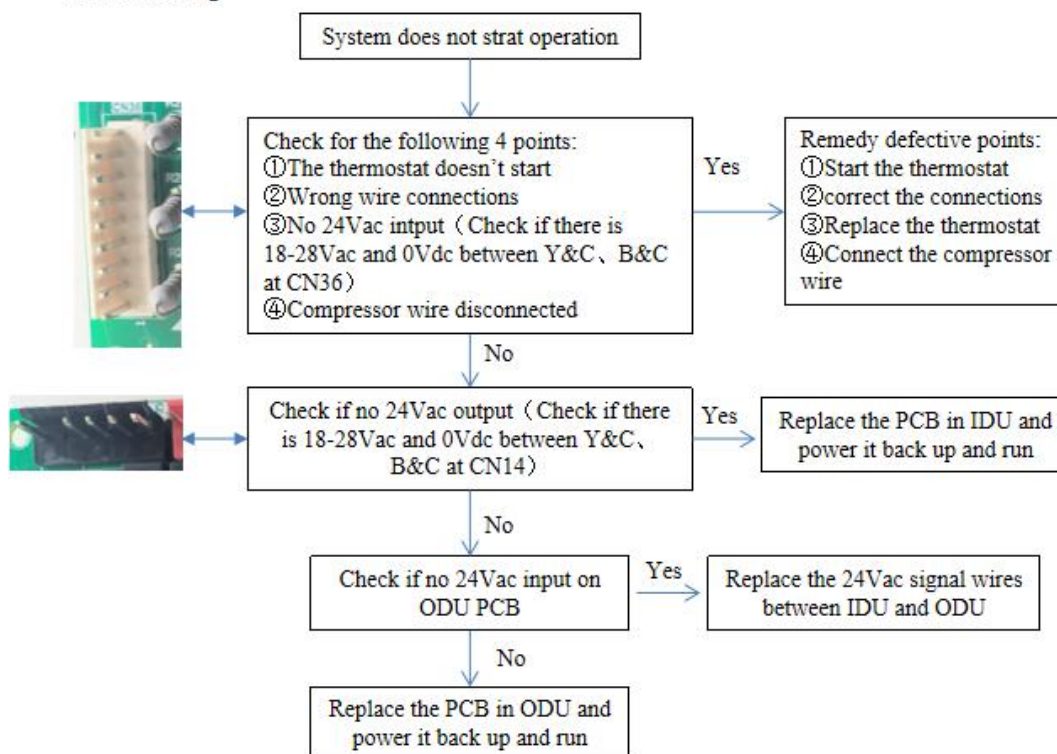 System does not strat operation
Check for the following 4 points:
①The thermostat doesn't start
②Wrong wire connections
③No 24Vac intput（Check if there is
18-28Vac and 0Vdc between Y&C、B&C
at CN36）
④Compressor wire disconnected
Yes
Remedy defective points:
①Start the thermostat
②correct the connections
③Replace the thermostat
④Connect the compressor
wire
No
Check if no 24Vac output（Check if there
is 18-28Vac and 0Vdc between Y&C、
B&C at CN14）
Yes
Replace the PCB in IDU and
power it back up and run
No
Check if no 24Vac input on
ODU PCB
Yes
Replace the 24Vac signal wires
between IDU and ODU
No
Replace the PCB in ODU and
power it back up and run